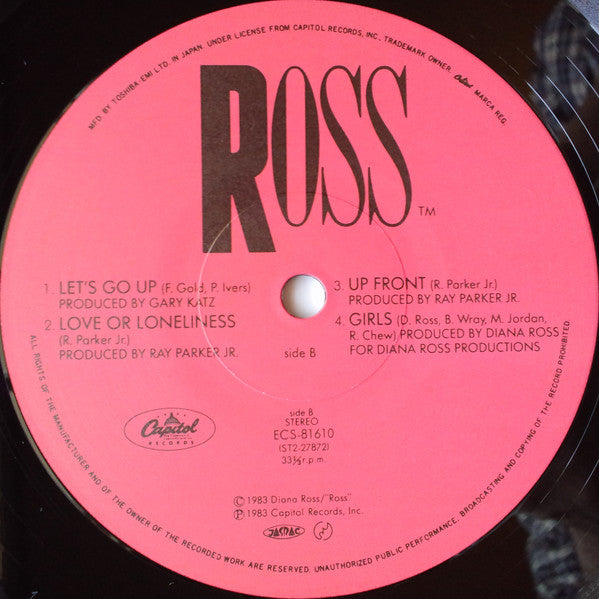 MFD. BY TOSHIBA EMI LTD. IN JAPAN. UNDER LICENSE FROM CAPITOL RECORDS, INC., TRADEMARK OWNER. Capitol MARCA REG.
ROSS
TM
1. LET'S GO UP (F. Gold, P. Ivers)
PRODUCED BY GARY KATZ
2. LOVE OR LONELINESS
(R. Parker Jr.)
PRODUCED BY RAY PARKER JR.
side B
3. UP FRONT (R. Parker Jr.)
PRODUCED BY RAY PARKER JR.
4. GIRLS (D. Ross, B. Wray, M. Jordan,
R. Chew) PRODUCED BY DIANA ROSS
FOR DIANA ROSS PRODUCTIONS
Capitol
RECORDS
side B
STEREO
ECS-81610
(ST2-27872)
33⅓ r.p.m.
Ⓒ 1983 Diana Ross/"Ross"
Ⓟ 1983 Capitol Records, Inc.
JASRAC
ALL RIGHTS OF THE MANUFACTURER AND OF THE OWNER OF THE RECORDED WORK ARE RESERVED. UNAUTHORIZED PUBLIC PERFORMANCE, BROADCASTING AND COPYING OF THE RECORD PROHIBITED.